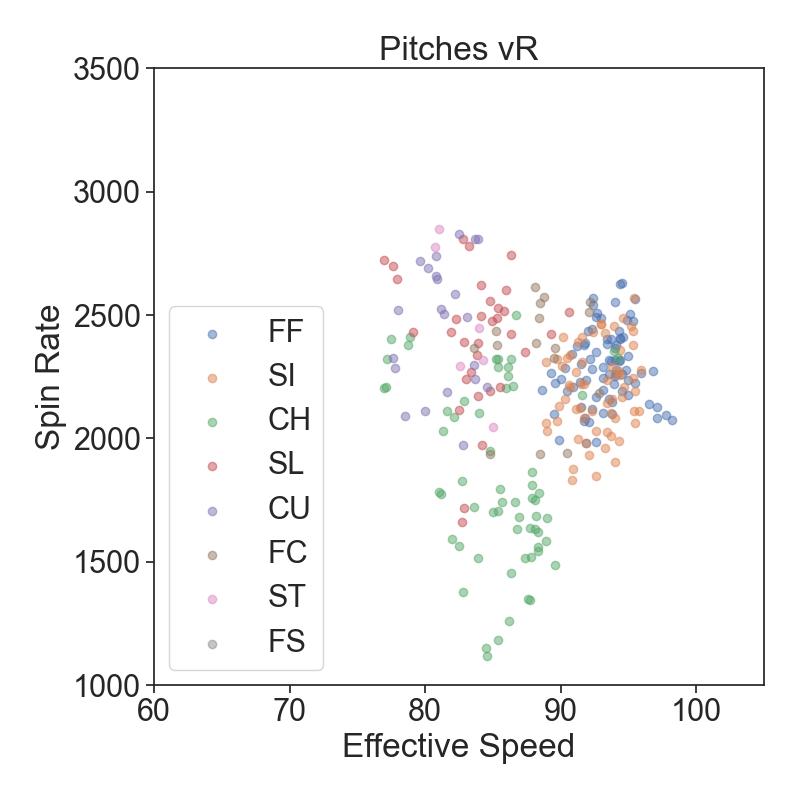 Pitches vR
3500
3000
2500
2000
1500
1000
Spin Rate
FF
SI
CH
SL
CU
FC
ST
FS
60 70 80 90 100
Effective Speed